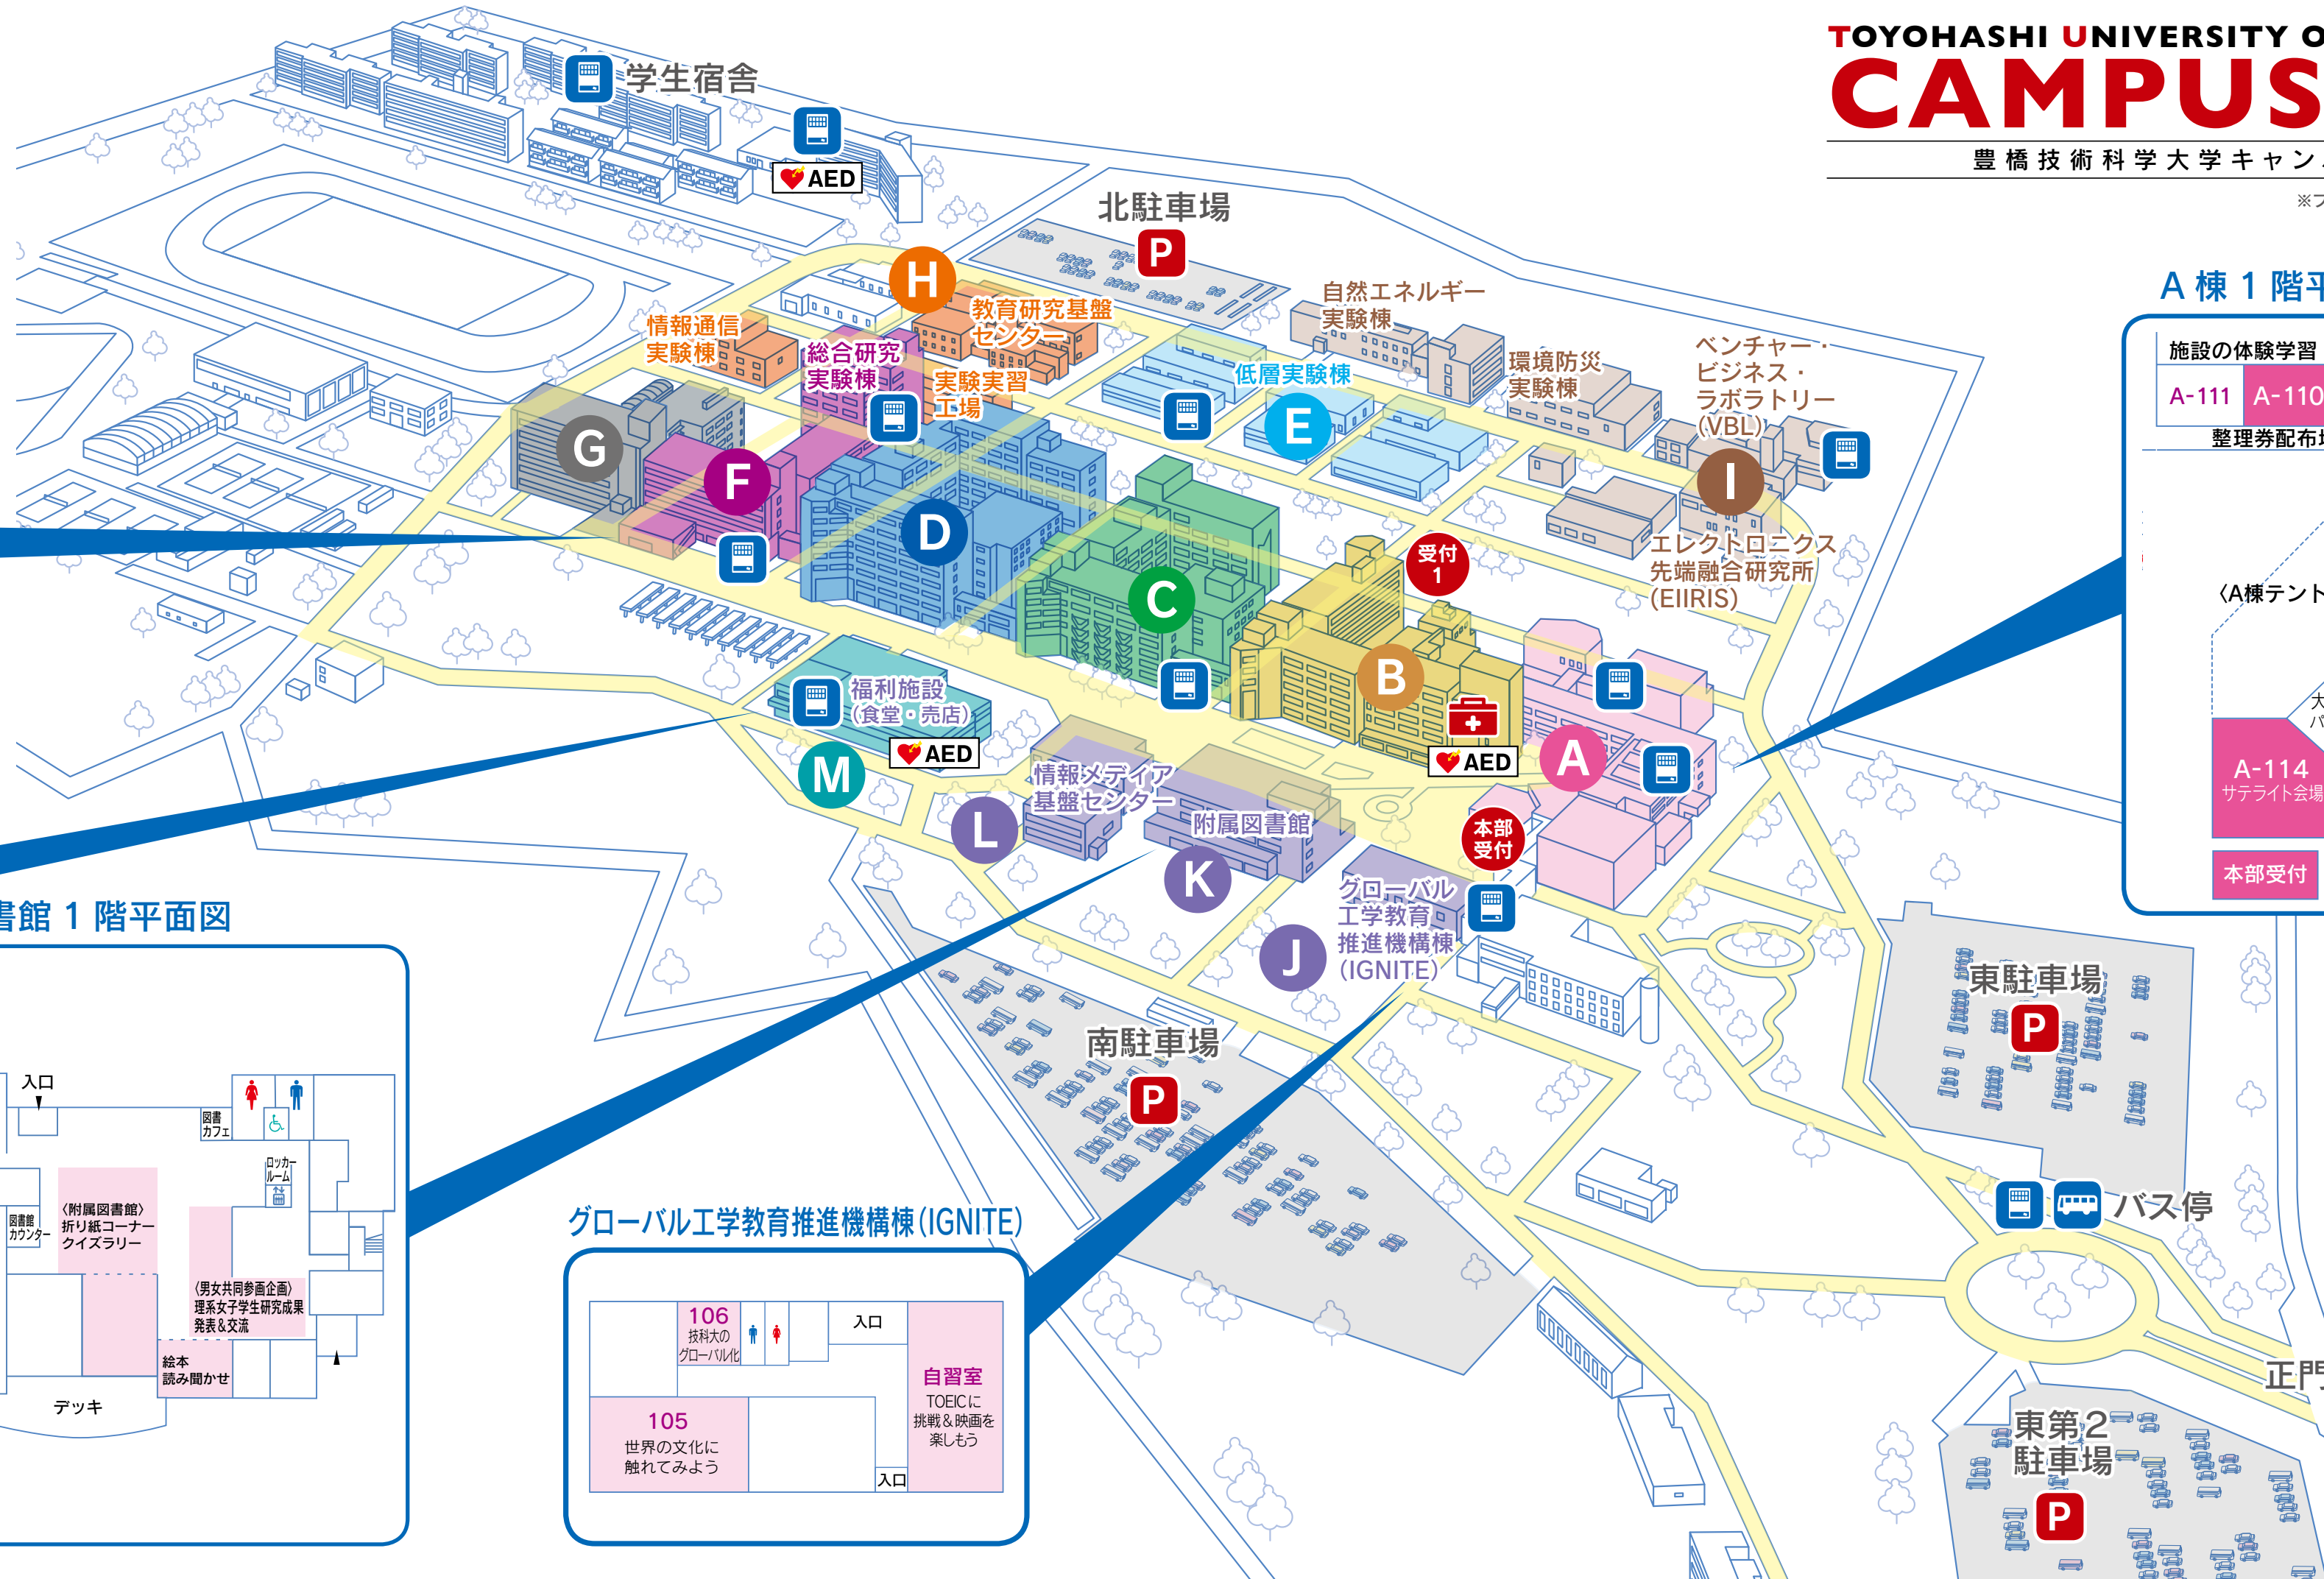 TOYOHASHI UNIVERSITY O
CAMPUS
豊橋技術科学大学キャン
学生宿舎
AED
北駐車場
P
H
教育研究基盤
センター
情報通信
実験棟
総合研究
実験棟
実験実習
工場
自然エネルギー
実験棟
低層実験棟
E
環境防災
実験棟
ベンチャー・
ビジネス・
ラボラトリー
(VBL)
I
エレクトロニクス
先端融合研究所
(EIIRIS)
G
F
D
C
受付
1
B
福利施設
(食堂・売店)
AED
M
AED
A
情報メディア
基盤センター
L
附属図書館
K
本部
受付
グローバル
工学教育
推進機構棟
(IGNITE)
J
南駐車場
P
東駐車場
P
バス停
正門
東第2
駐車場
P
A棟 1 階平
施設の体験学習
A-111
A-110
整理券配布
〈A棟テント
大
パ
A-114
サテライト会場
本部受付
書館 1 階平面図
入口
図書
カフェ
ロッカー
ルーム
図書館
カウンター
〈附属図書館〉
折り紙コーナー
クイズラリー
〈男女共同参画企画〉
理系女子学生研究成果
発表&交流
絵本
読み聞かせ
デッキ
グローバル工学教育推進機構棟(IGNITE)
106
技科大の
グローバル化
入口
自習室
TOEICに
挑戦&映画を
楽しもう
105
世界の文化に
触れてみよう
入口